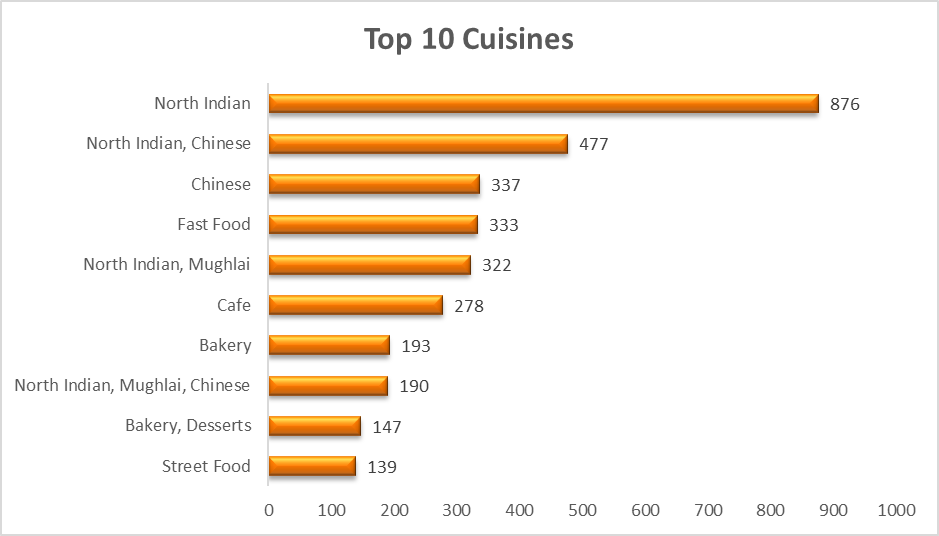 Top 10 Cuisines
North Indian 876
North Indian, Chinese 477
Chinese 337
Fast Food 333
North Indian, Mughlai 322
Cafe 278
Bakery 193
North Indian, Mughlai, Chinese 190
Bakery, Desserts 147
Street Food 139
0 100 200 300 400 500 600 700 800 900 1000